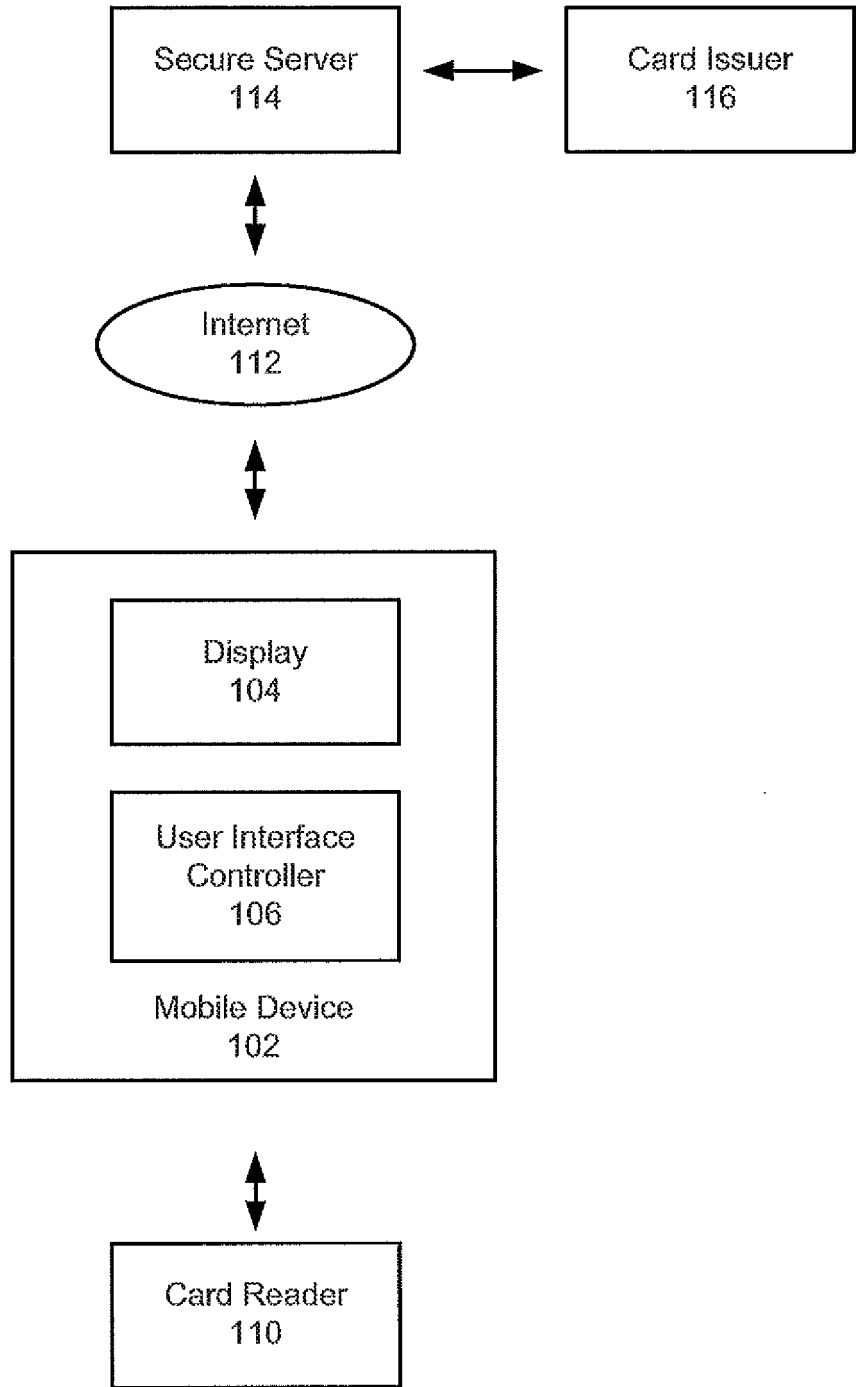 Secure Server
114
Card Issuer
116
Internet
112
Display
104
User Interface
Controller
106
Mobile Device
102
Card Reader
110